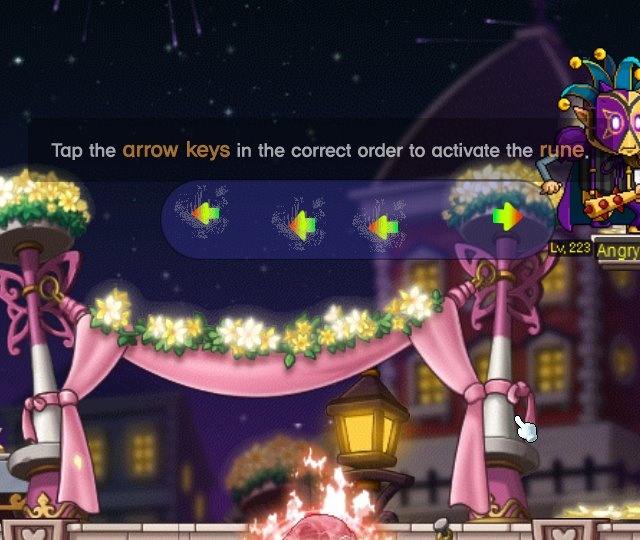 Tap the arrow keys in the correct order to activate the rune.
Lv, 223 Angry